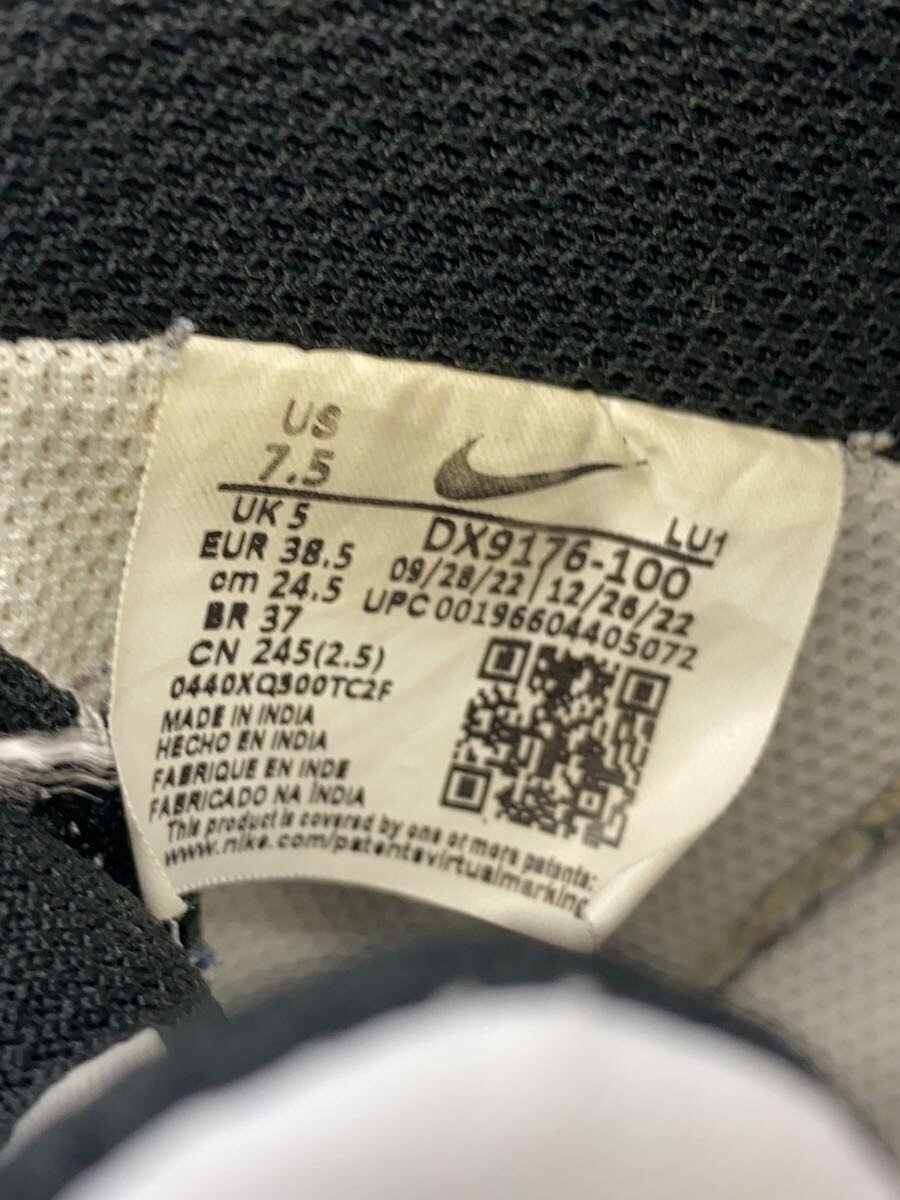 US
7.5
LU1
UK 5
EUR 38.5
cm 24.5
BR 37
CN 245(2.5)
0440XQ500TC2F
DX9176-100
09/28/22 / 12/28/22
UPC 00196604405072
MADE IN INDIA
HECHO EN INDIA
FABRIQUE EN INDE
FABRICADO NA ÍNDIA
This product is covered by one or more patents:
www.nike.com/patentsvirtualmarking